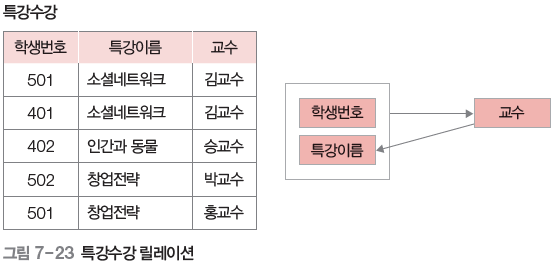 특강수강
학생번호 특강이름 교수
501 소셜네트워크 김교수
401 소셜네트워크 김교수
402 인간과 동물 승교수
502 창업전략 박교수
501 창업전략 홍교수
학생번호
특강이름
교수
그림 7-23 특강수강 릴레이션